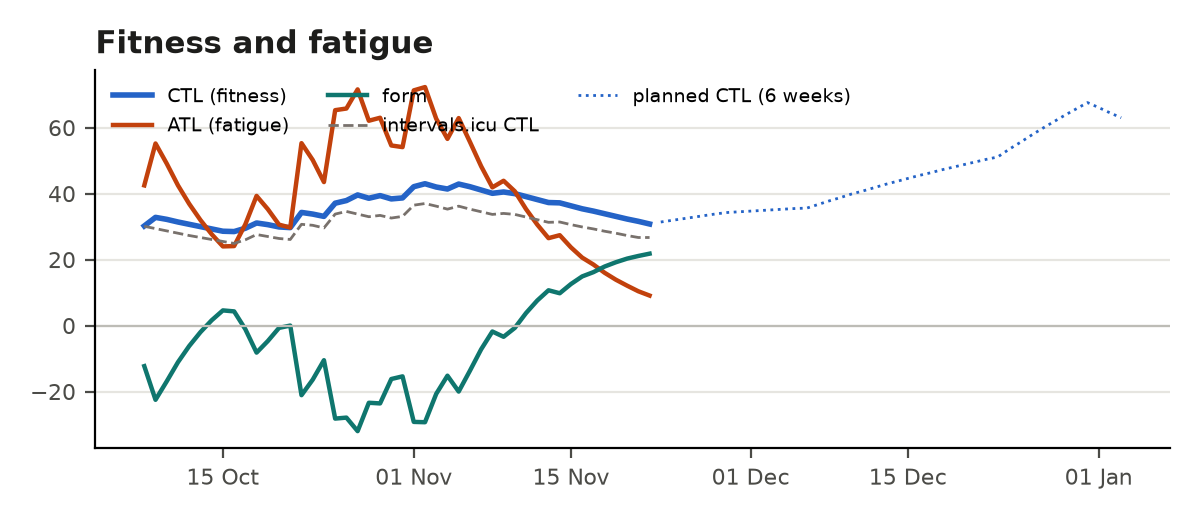 Fitness and fatigue
CTL (fitness)
ATL (fatigue)
form
intervals.icu CTL
planned CTL (6 weeks)
60
40
20
0
−20
15 Oct
01 Nov
15 Nov
01 Dec
15 Dec
01 Jan